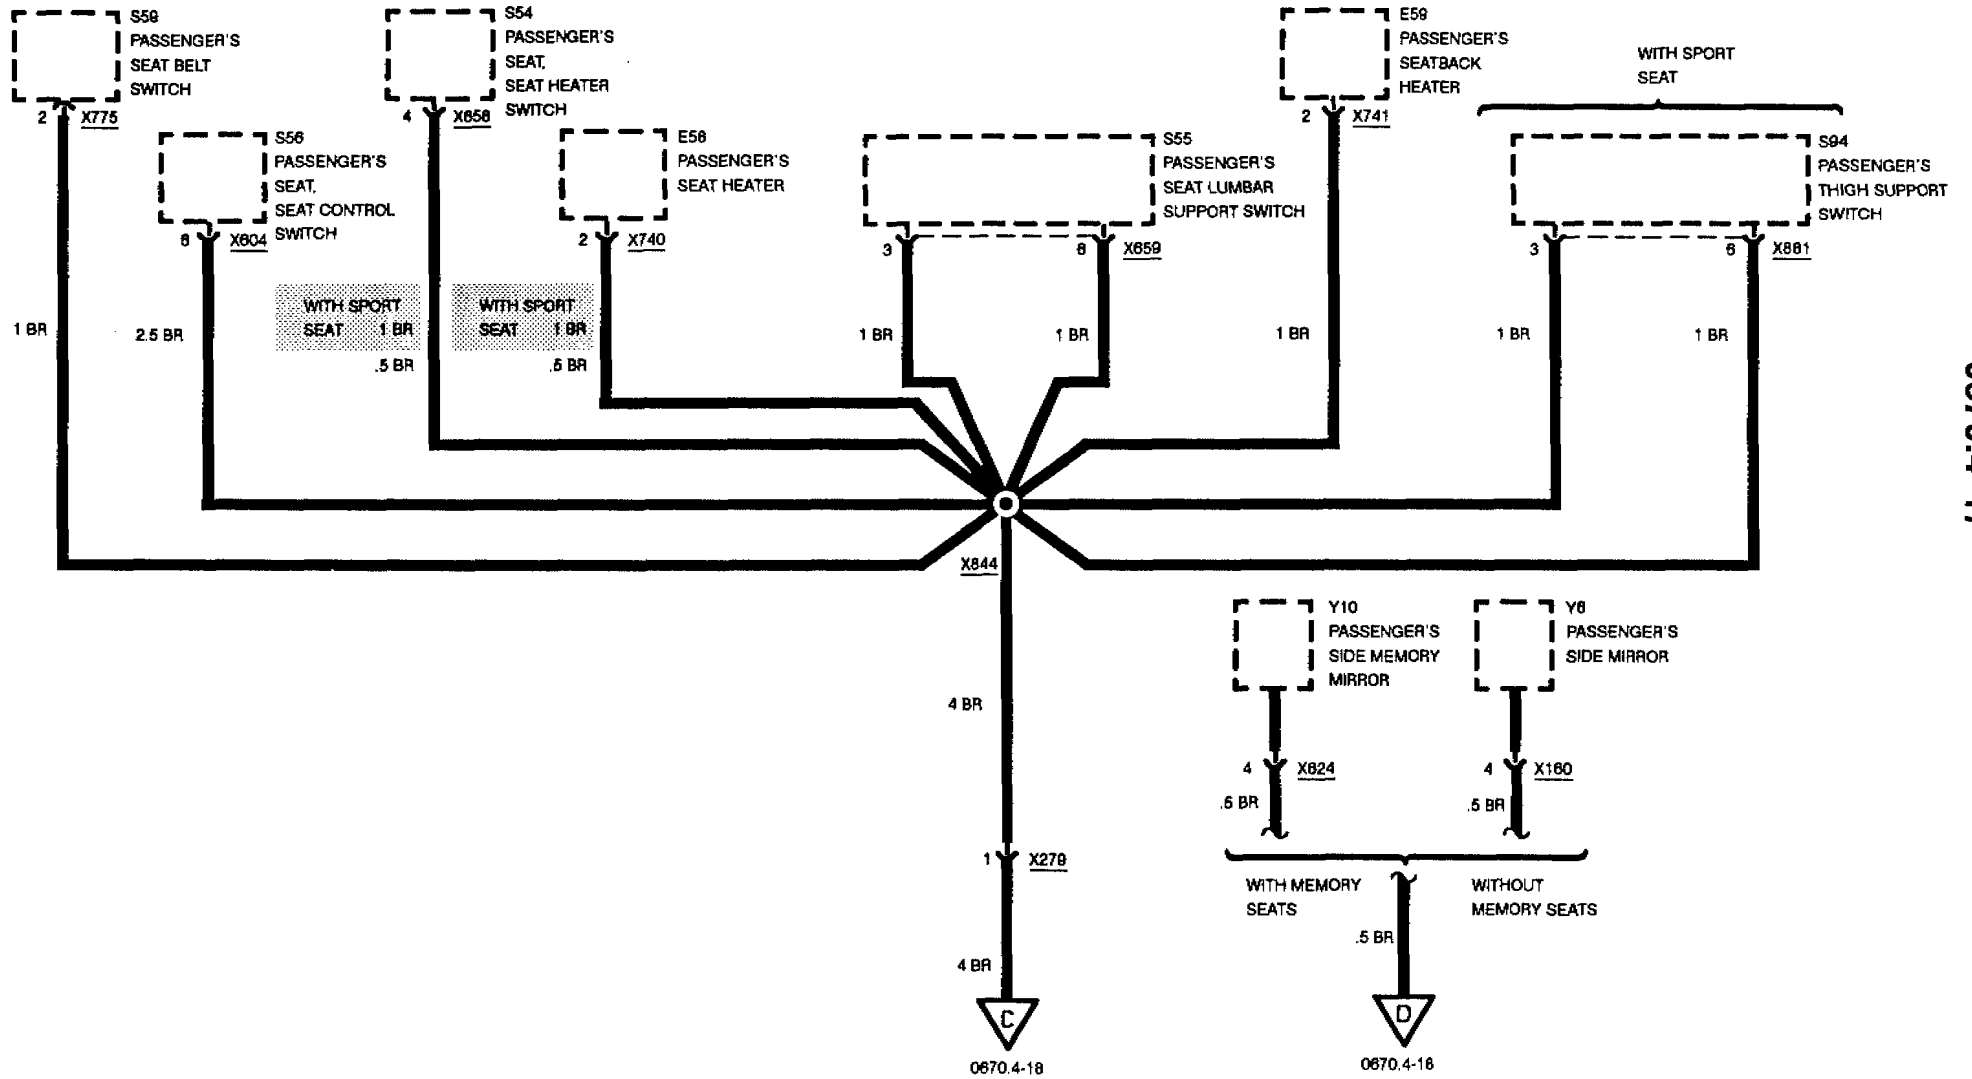 S59
PASSENGER'S
SEAT BELT
SWITCH
2 X775
S54
PASSENGER'S
SEAT,
SEAT HEATER
SWITCH
4 X658
E59
PASSENGER'S
SEATBACK
HEATER
2 X741
WITH SPORT
SEAT
S56
PASSENGER'S
SEAT,
SEAT CONTROL
SWITCH
6 X604
E58
PASSENGER'S
SEAT HEATER
2 X740
S55
PASSENGER'S
SEAT LUMBAR
SUPPORT SWITCH
3 6 X659
S94
PASSENGER'S
THIGH SUPPORT
SWITCH
3 6 X881
1 BR
2.5 BR
WITH SPORT
SEAT 1 BR
.5 BR
WITH SPORT
SEAT 1 BR
.5 BR
1 BR
1 BR
1 BR
1 BR
1 BR
X844
4 BR
1 X279
4 BR
C
0670.4-18
Y10
PASSENGER'S
SIDE MEMORY
MIRROR
4 X624
.5 BR
Y6
PASSENGER'S
SIDE MIRROR
4 X160
.5 BR
WITH MEMORY
SEATS
WITHOUT
MEMORY SEATS
.5 BR
D
0670.4-16